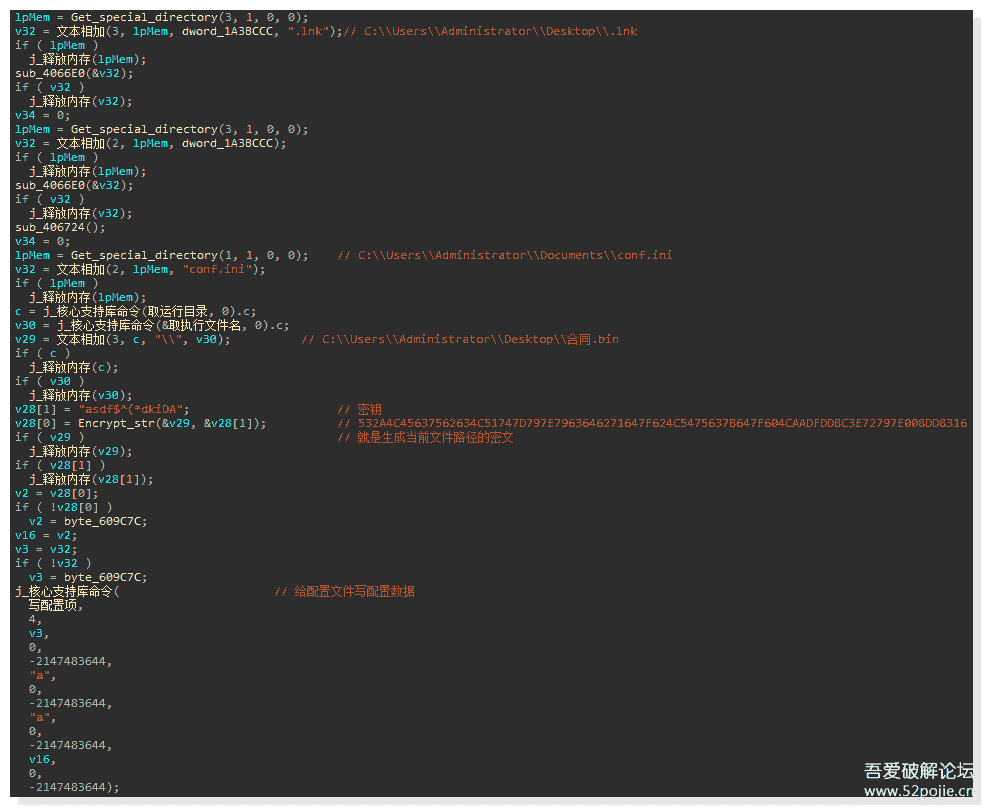 lpMem = Get_special_directory(3, 1, 0, 0);
v32 = 文本相加(3, lpMem, dword_1A3BCCC, ".lnk");// C:\\Users\\Administrator\\Desktop\\.lnk
if ( lpMem )
j_释放内存(lpMem);
sub_4066E0(&v32);
if ( v32 )
j_释放内存(v32);
v34 = 0;
lpMem = Get_special_directory(3, 1, 0, 0);
v32 = 文本相加(2, lpMem, dword_1A3BCCC);
if ( lpMem )
j_释放内存(lpMem);
sub_4066E0(&v32);
if ( v32 )
j_释放内存(v32);
sub_406724();
v34 = 0;
lpMem = Get_special_directory(1, 1, 0, 0); // C:\\Users\\Administrator\\Documents\\conf.ini
v32 = 文本相加(2, lpMem, "conf.ini");
if ( lpMem )
j_释放内存(lpMem);
c = j_核心支持库命令(取运行目录, 0).c;
v30 = j_核心支持库命令(&取执行文件名, 0).c;
v29 = 文本相加(3, c, "\\", v30); // C:\\Users\\Administrator\\Desktop\\合同.bin
if ( c )
j_释放内存(c);
if ( v30 )
j_释放内存(v30);
v28[1] = "asdf$^(*dkiDA"; // 密钥
v28[0] = Encrypt_str(&v29, &v28[1]); // 532A4C45637562634C51747D797E7963646271647F624C5475637B647F604CAADFDDBC3E72797E008DD8316
if ( v29 ) // 就是生成当前文件路径的密文
j_释放内存(v29);
if ( v28[1] )
j_释放内存(v28[1]);
v2 = v28[0];
if ( !v28[0] )
v2 = byte_609C7C;
v16 = v2;
v3 = v32;
if ( !v32 )
v3 = byte_609C7C;
j_核心支持库命令( // 给配置文件写配置数据
写配置项,
4,
v3,
0,
-2147483644,
"a",
0,
-2147483644,
"a",
0,
-2147483644,
v16,
0,
-2147483644);
吾爱破解论坛
www.52pojie.cn